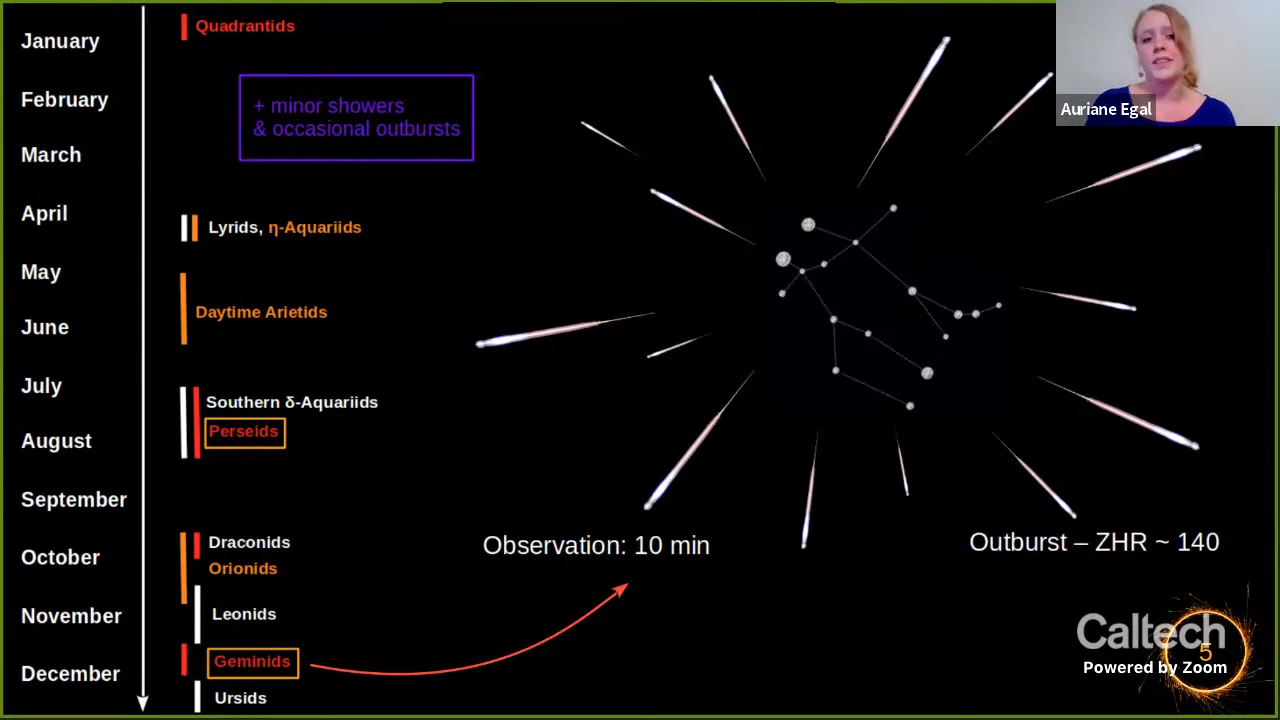 January
February
March
April
May
June
July
August
September
October
November
December
Quadrantids
+ minor showers
& occasional outbursts
Lyrids, η-Aquariids
Daytime Arietids
Southern δ-Aquariids
Perseids
Draconids
Orionids
Leonids
Geminids
Ursids
Observation: 10 min
Outburst – ZHR ~ 140
Auriane Egal
Caltech
5
Powered by Zoom